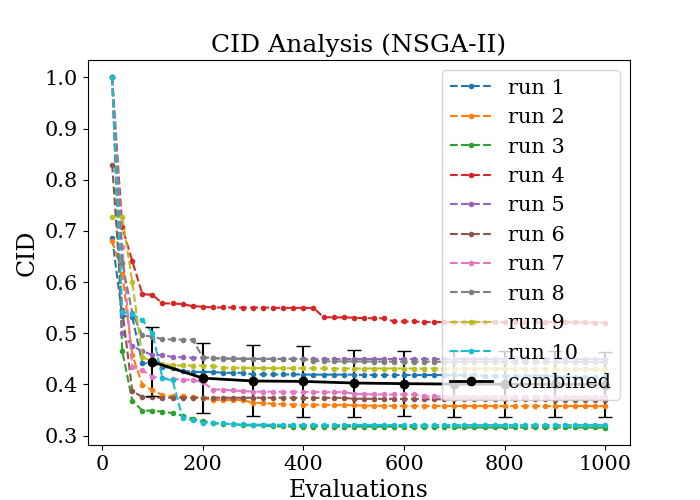 CID Analysis (NSGA-II)
CID
1.0
0.9
0.8
0.7
0.6
0.5
0.4
0.3
run 1
run 2
run 3
run 4
run 5
run 6
run 7
run 8
run 9
run 10
combined
0 200 400 600 800 1000
Evaluations